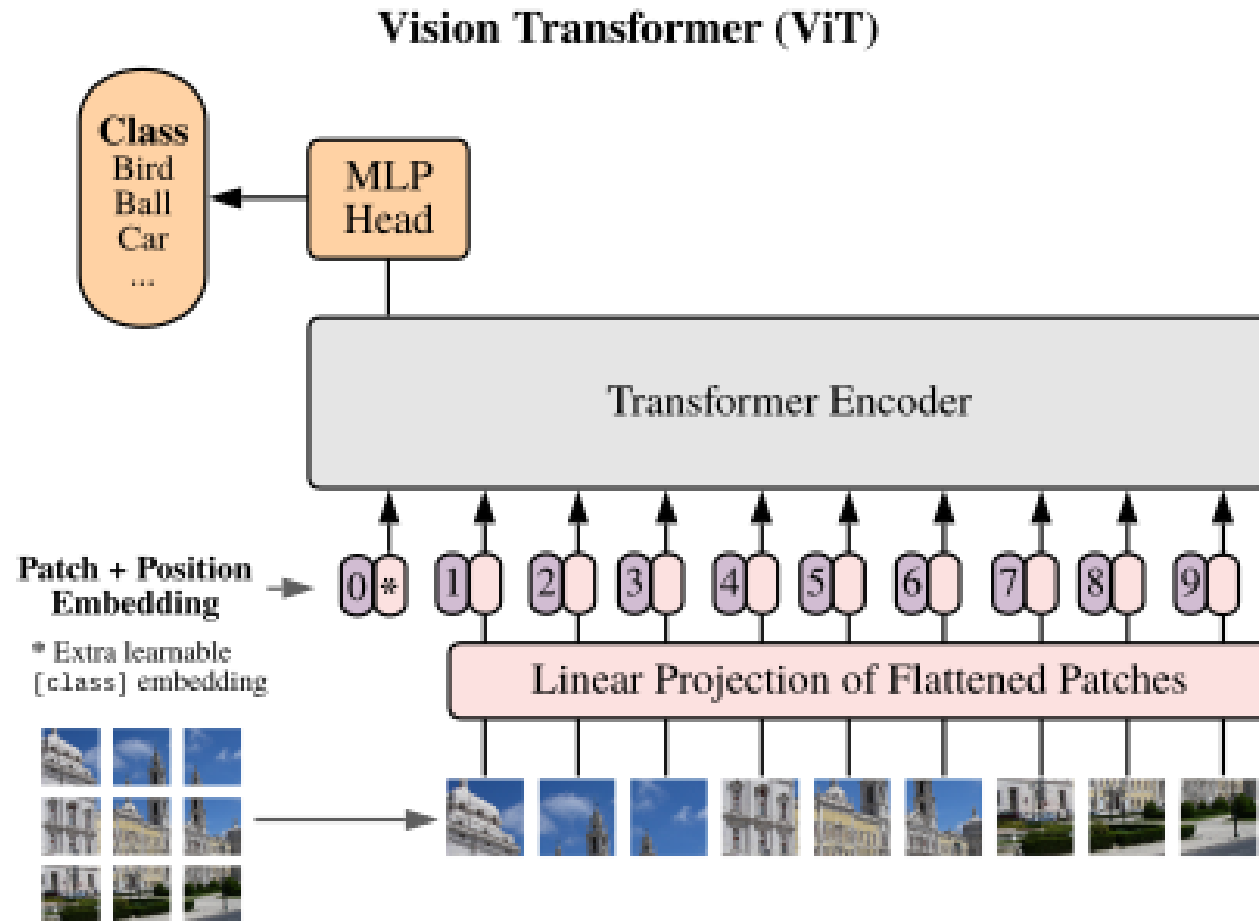 Vision Transformer (ViT)
Class
Bird
Ball
Car
...
MLP
Head
Transformer Encoder
Patch + Position
Embedding
0 * 1 2 3 4 5 6 7 8 9
* Extra learnable
[class] embedding
Linear Projection of Flattened Patches